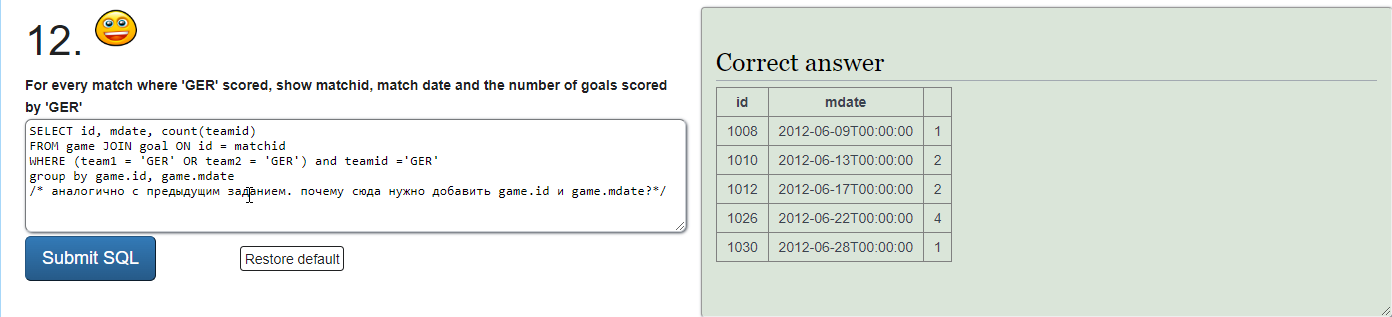 12.
For every match where 'GER' scored, show matchid, match date and the number of goals scored
by 'GER'
SELECT id, mdate, count(teamid)
FROM game JOIN goal ON id = matchid
WHERE (team1 = 'GER' OR team2 = 'GER') and teamid ='GER'
group by game.id, game.mdate
/* аналогично с предыдущим заданием. почему сюда нужно добавить game.id и game.mdate?*/
Submit SQL
Restore default
Correct answer
id mdate
1008 2012-06-09T00:00:00 1
1010 2012-06-13T00:00:00 2
1012 2012-06-17T00:00:00 2
1026 2012-06-22T00:00:00 4
1030 2012-06-28T00:00:00 1